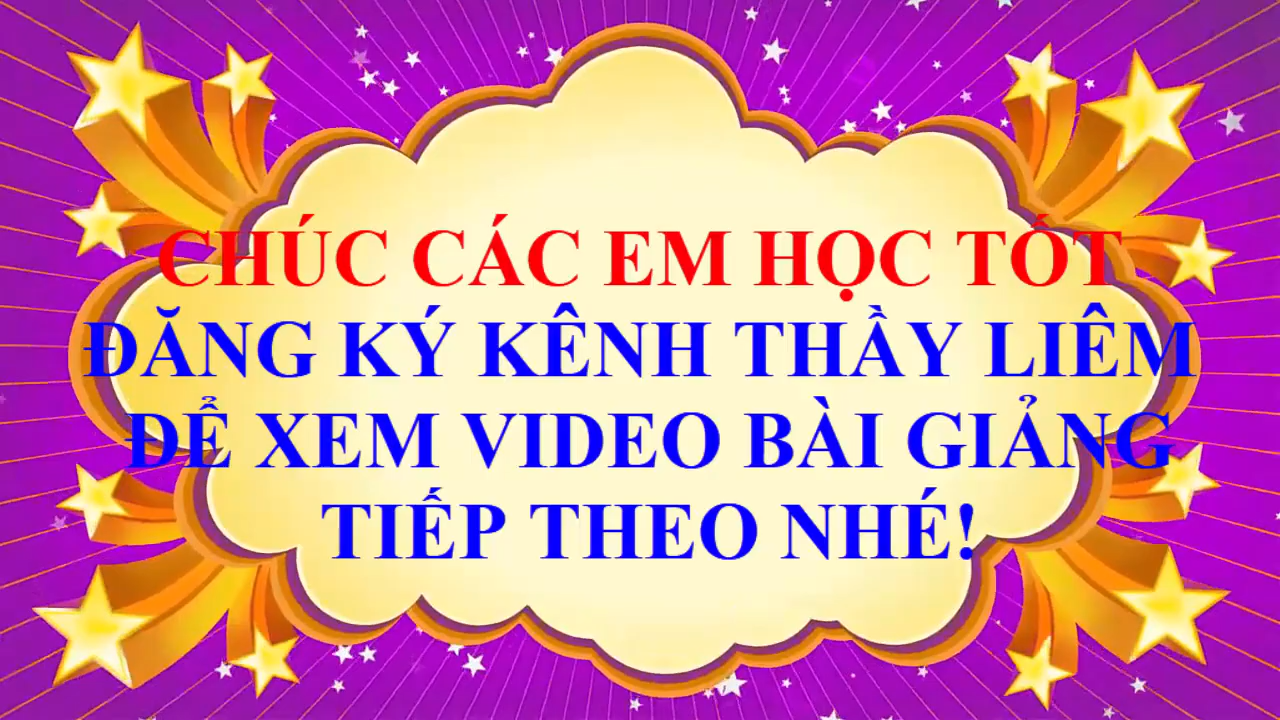 CHÚC CÁC EM HỌC TỐT
ĐĂNG KÝ KÊNH THẦY LIÊM
ĐỂ XEM VIDEO BÀI GIẢNG
TIẾP THEO NHÉ!